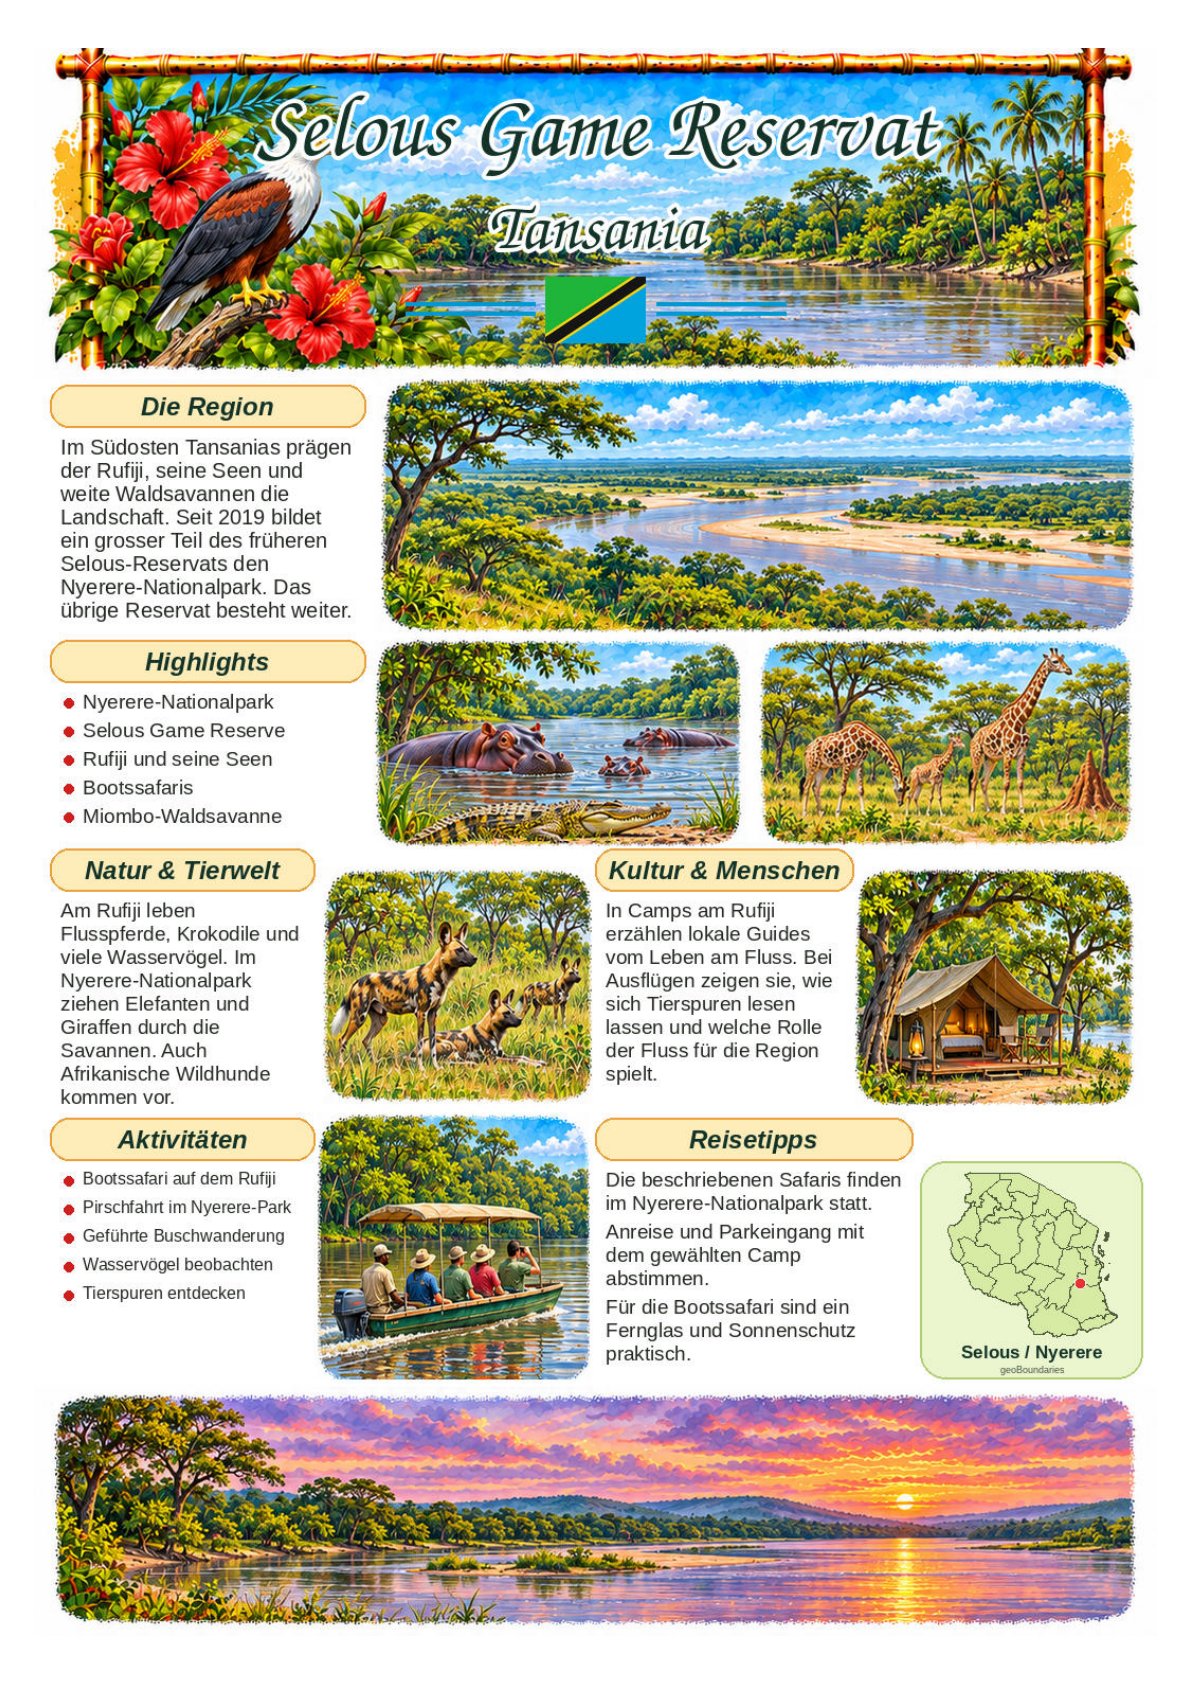 Selous Game Reservat
Tansania
Die Region
Im Südosten Tansanias prägen
der Rufiji, seine Seen und
weite Waldsavannen die
Landschaft. Seit 2019 bildet
ein grosser Teil des früheren
Selous-Reservats den
Nyerere-Nationalpark. Das
übrige Reservat besteht weiter.
Highlights
Nyerere-Nationalpark
Selous Game Reserve
Rufiji und seine Seen
Bootssafaris
Miombo-Waldsavanne
Natur & Tierwelt
Am Rufiji leben
Flusspferde, Krokodile und
viele Wasservögel. Im
Nyerere-Nationalpark
ziehen Elefanten und
Giraffen durch die
Savannen. Auch
Afrikanische Wildhunde
kommen vor.
Kultur & Menschen
In Camps am Rufiji
erzählen lokale Guides
vom Leben am Fluss. Bei
Ausflügen zeigen sie, wie
sich Tierspuren lesen
lassen und welche Rolle
der Fluss für die Region
spielt.
Aktivitäten
Bootssafari auf dem Rufiji
Pirschfahrt im Nyerere-Park
Geführte Buschwanderung
Wasservögel beobachten
Tierspuren entdecken
Reisetipps
Die beschriebenen Safaris finden
im Nyerere-Nationalpark statt.
Anreise und Parkeingang mit
dem gewählten Camp
abstimmen.
Für die Bootssafari sind ein
Fernglas und Sonnenschutz
praktisch.
Selous / Nyerere
geoBoundaries